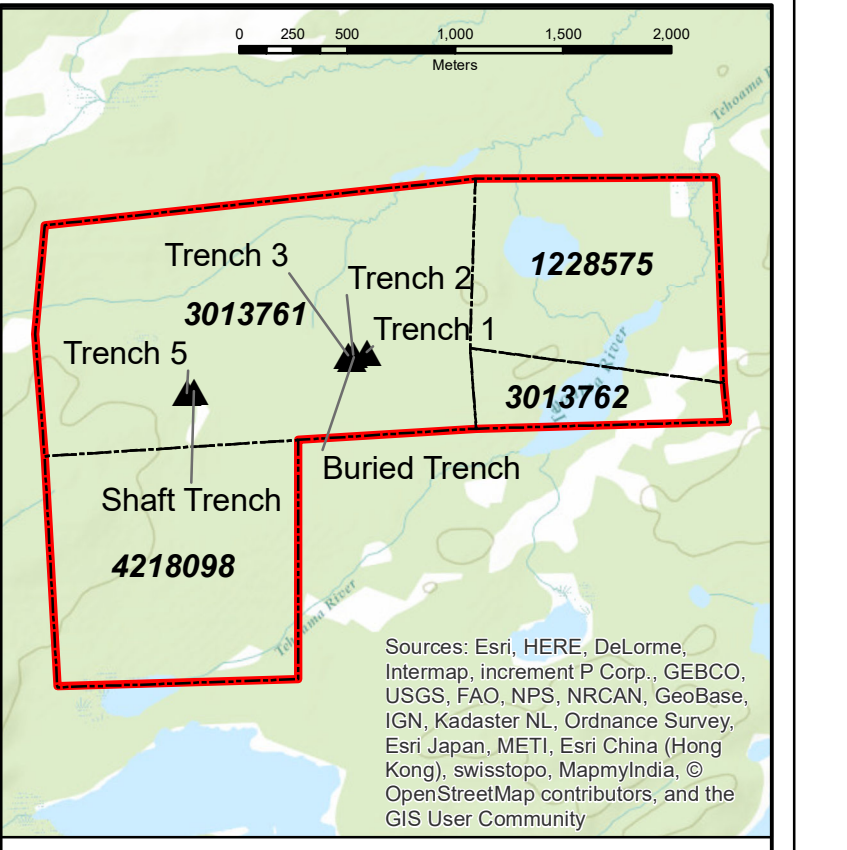 0 250 500 1,000 1,500 2,000
Meters
Trench 3
Trench 2
1228575
3013761
Trench 1
Trench 5
3013762
Tehoama River
Buried Trench
Shaft Trench
4218098
Tehoama River
Sources: Esri, HERE, DeLorme,
Intermap, increment P Corp., GEBCO,
USGS, FAO, NPS, NRCAN, GeoBase,
IGN, Kadaster NL, Ordnance Survey,
Esri Japan, METI, Esri China (Hong
Kong), swisstopo, MapmyIndia, ©
OpenStreetMap contributors, and the
GIS User Community
Tehoama R